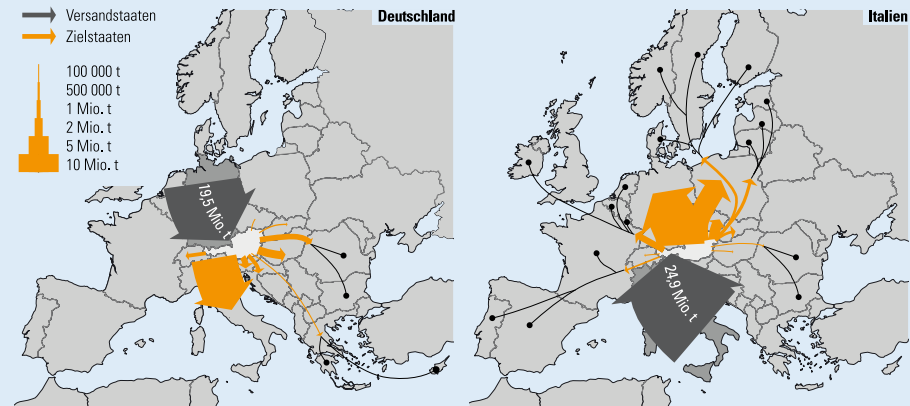 Versandstaaten
Zielstaaten
100 000 t
500 000 t
1 Mio. t
2 Mio. t
5 Mio. t
10 Mio. t
Deutschland
19,5 Mio. t
Italien
24,9 Mio. t